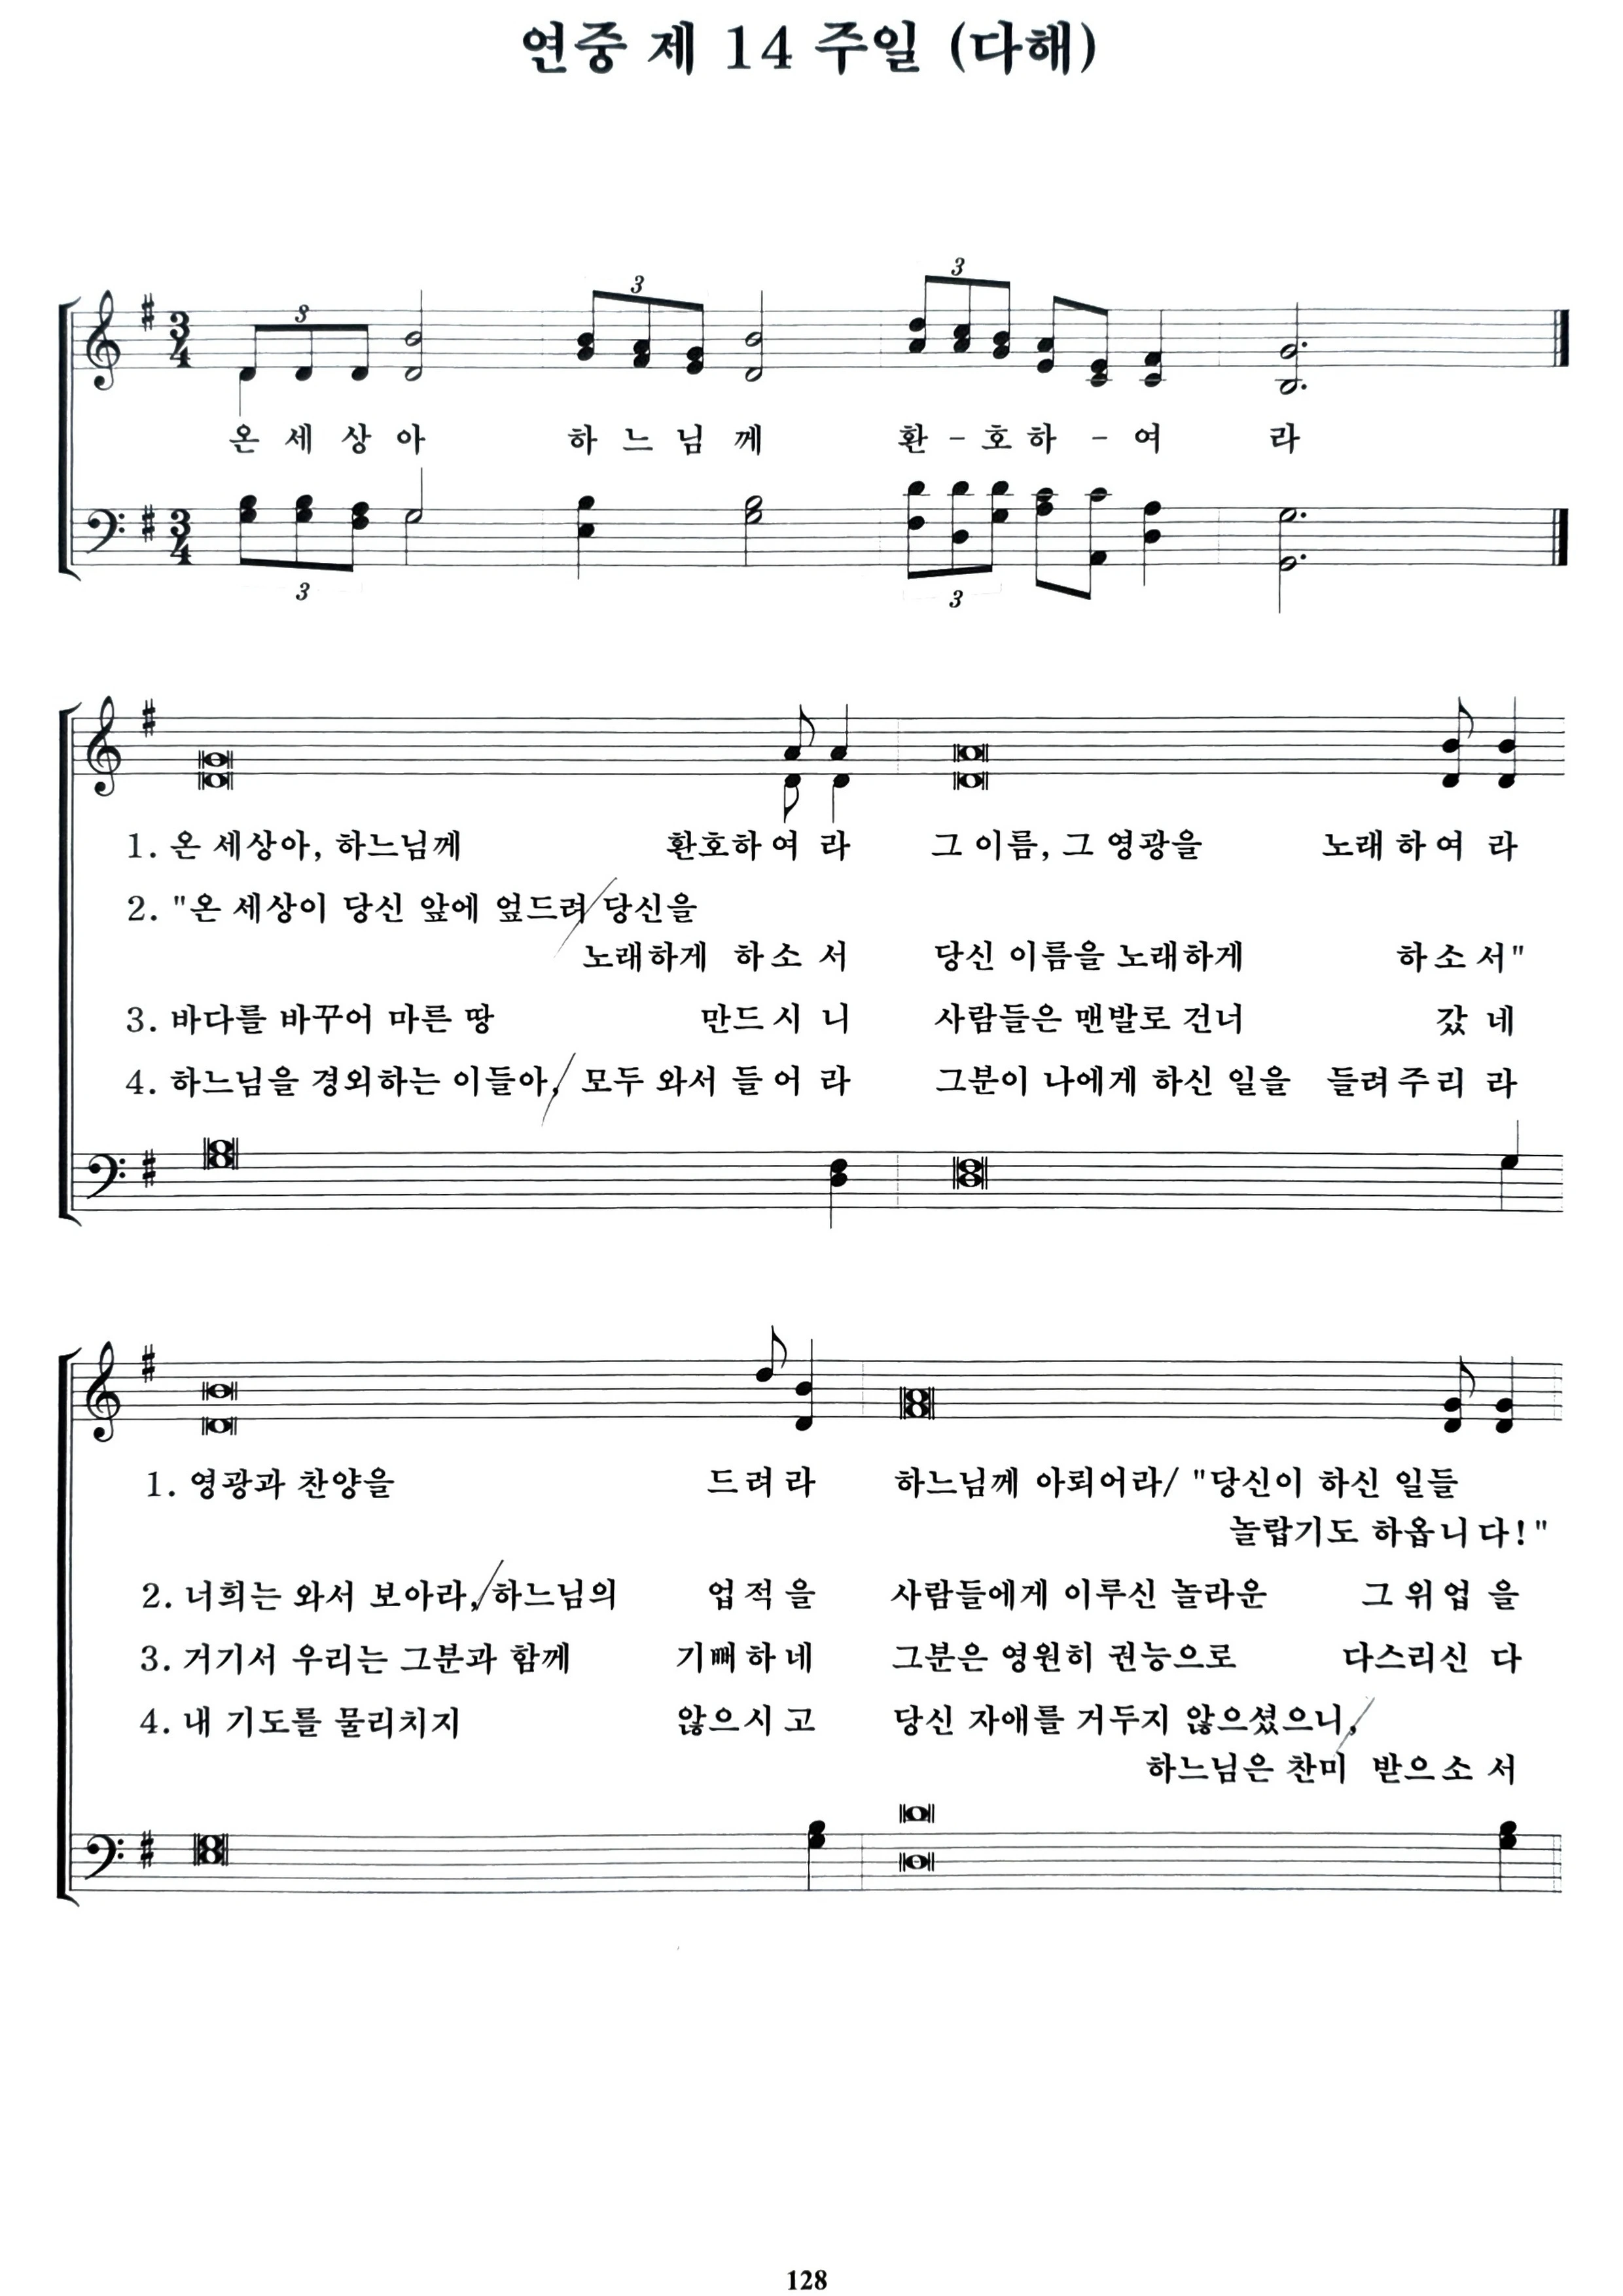 연중 제 14 주일 (다해)
3
3
3
온 세 상 아 하 느 님 께 환 - 호 하 - 여 라
3
3
1. 온 세상아, 하느님께 환호하 여 라 그 이름, 그 영광을 노래 하 여 라
2. "온 세상이 당신 앞에 엎드려/당신을
노래하게 하 소 서 당신 이름을 노래하게 하 소 서"
3. 바다를 바꾸어 마른 땅 만드 시 니 사람들은 맨발로 건너 갔 네
4. 하느님을 경외하는 이들아,/ 모두 와서 들 어 라 그분이 나에게 하신 일을 들려 주 리 라
1. 영광과 찬양을 드 려 라 하느님께 아뢰어라/ "당신이 하신 일들
놀랍기도 하옵니 다!"
2. 너희는 와서 보아라,/하느님의 업 적 을 사람들에게 이루신 놀라운 그 위 업 을
3. 거기서 우리는 그분과 함께 기뻐 하 네 그분은 영원히 권능으로 다스리신 다
4. 내 기도를 물리치지 않으시 고 당신 자애를 거두지 않으셨으니,/
하느님은 찬미 받으 소 서
128